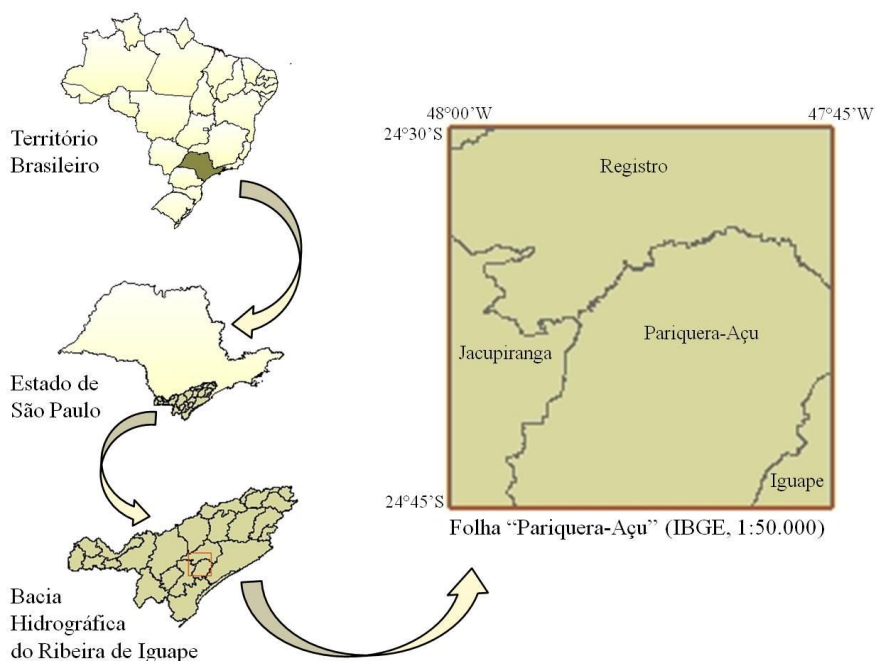 Território
Brasileiro
Estado de
São Paulo
Bacia
Hidrográfica
do Ribeira de Iguape
48°00'W
47°45'W
24°30'S
Registro
Pariquera-Açu
Jacupiranga
Iguape
24°45'S
Folha “Pariquera-Açu” (IBGE, 1:50.000)